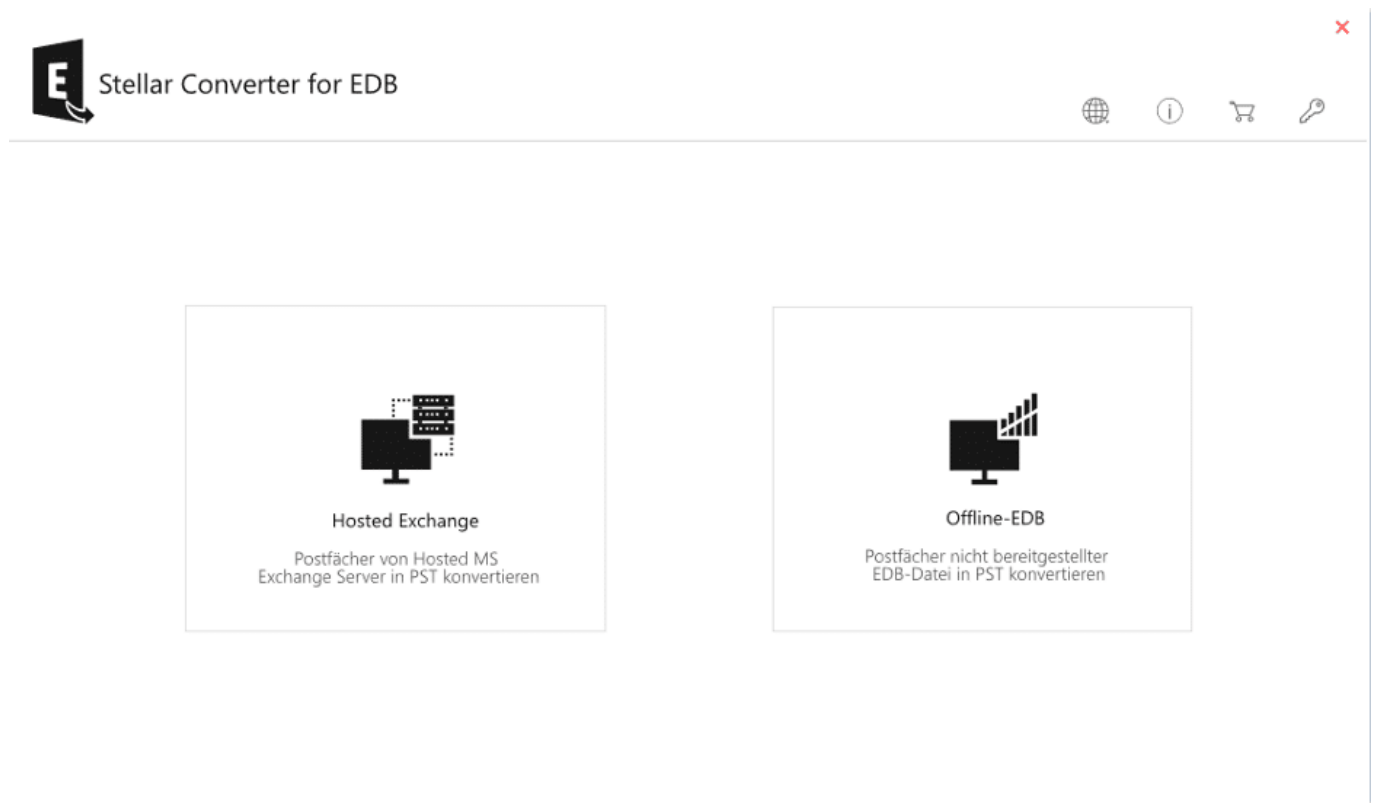 E
Stellar Converter for EDB
Hosted Exchange
Postfächer von Hosted MS
Exchange Server in PST konvertieren
Offline-EDB
Postfächer nicht bereitgestellter
EDB-Datei in PST konvertieren